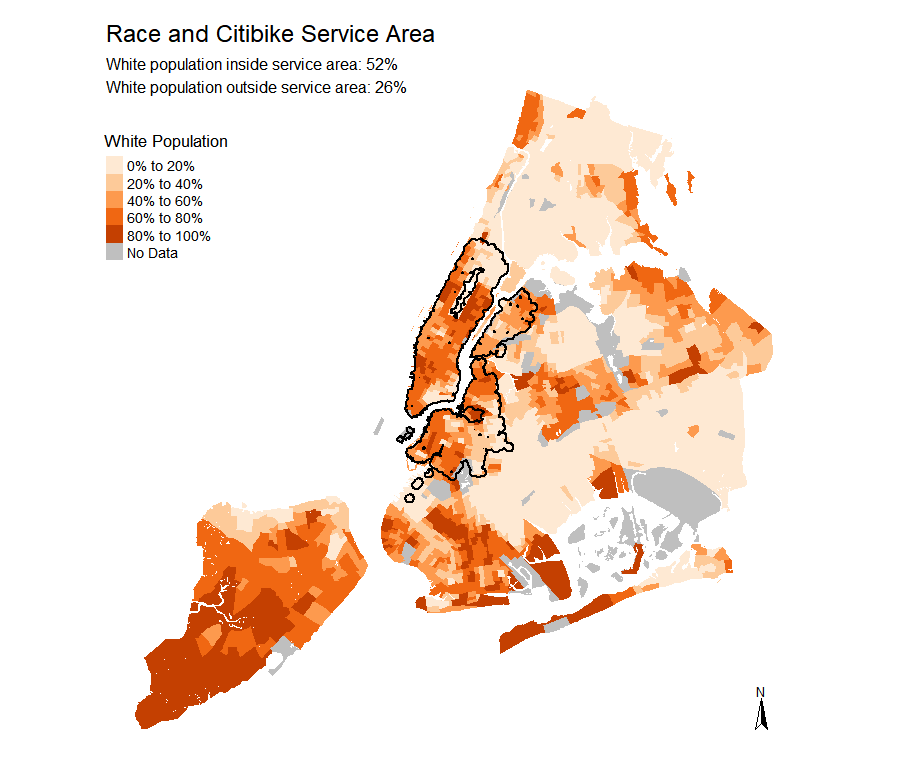 Race and Citibike Service Area
White population inside service area: 52%
White population outside service area: 26%
White Population
0% to 20%
20% to 40%
40% to 60%
60% to 80%
80% to 100%
No Data
N